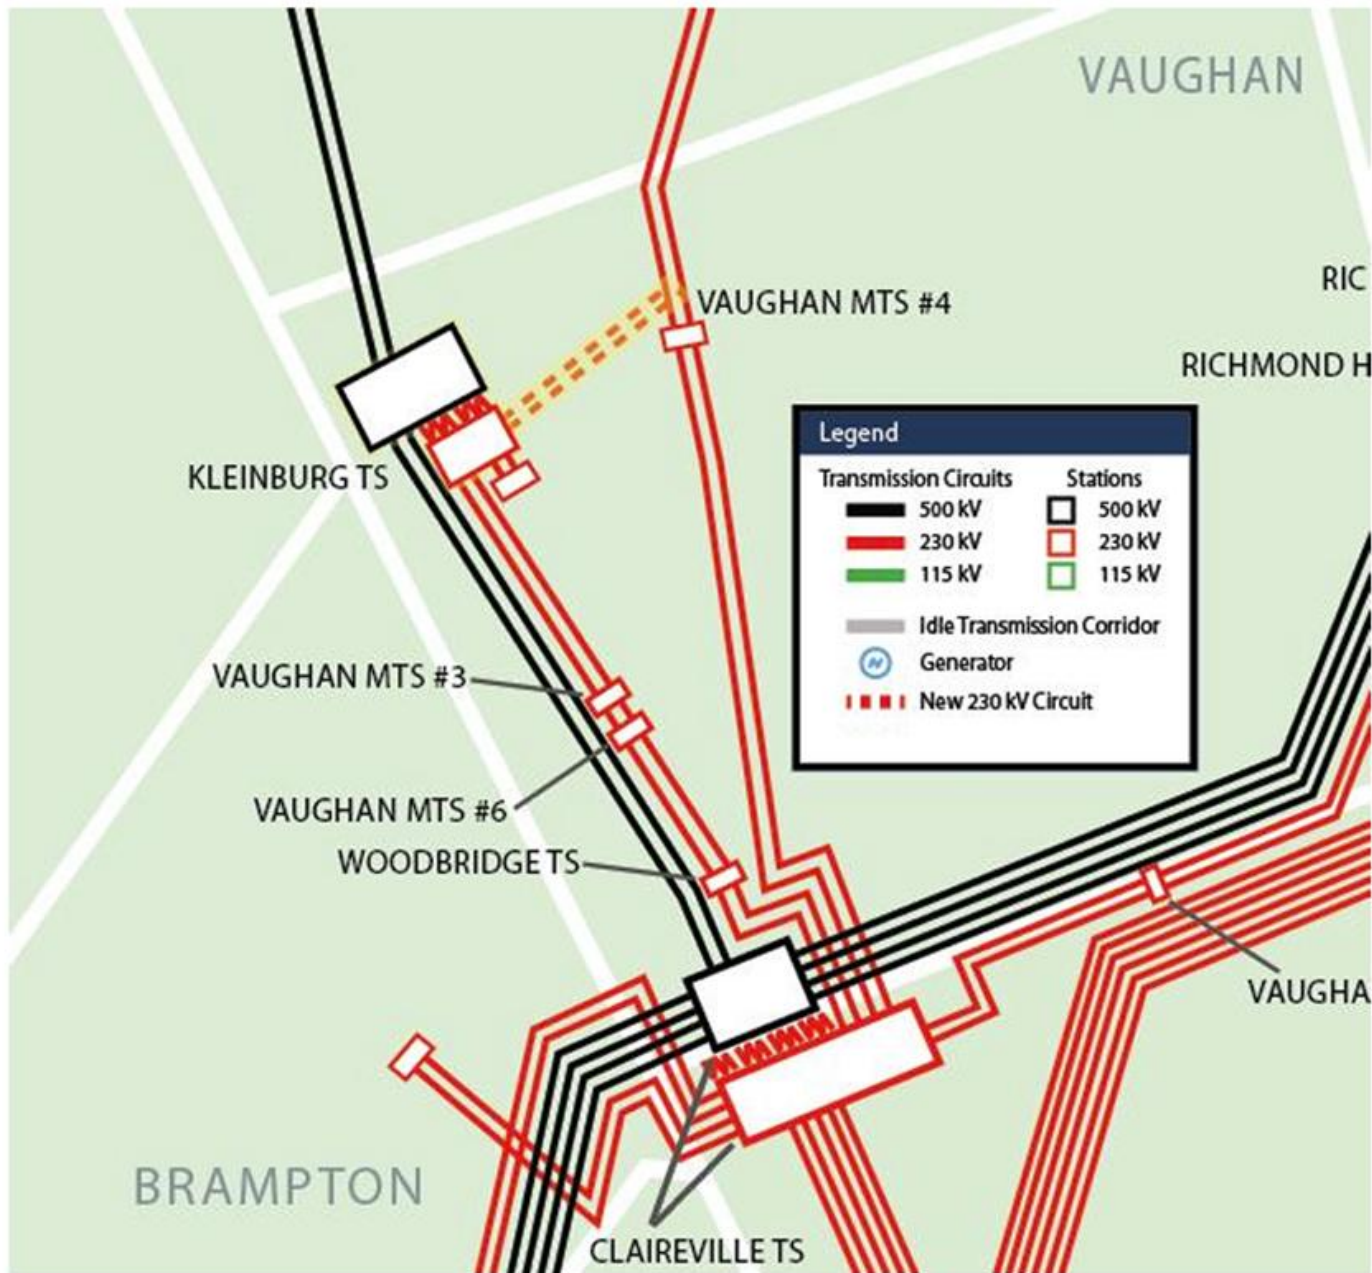 VAUGHAN
RIC
VAUGHAN MTS #4
RICHMOND H
Legend
Transmission Circuits
Stations
500 kV
500 kV
230 kV
230 kV
115 kV
115 kV
Idle Transmission Corridor
Generator
New 230 kV Circuit
KLEINBURG TS
VAUGHAN MTS #3
VAUGHAN MTS #6
WOODBRIDGE TS
VAUGHA
BRAMPTON
CLAIREVILLE TS